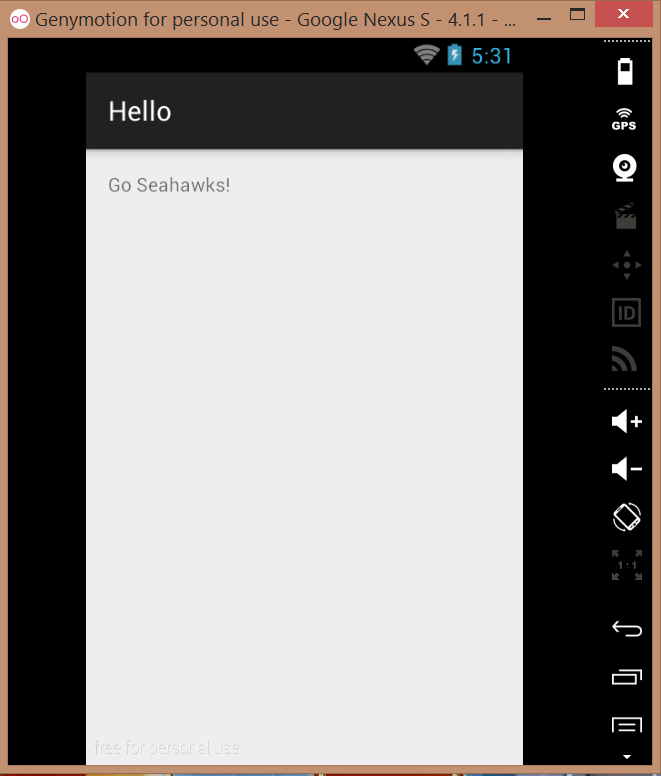 Genymotion for personal use - Google Nexus S - 4.1.1 - ...
5:31
Hello
GPS
Go Seahawks!
ID
1:1
free for personal use